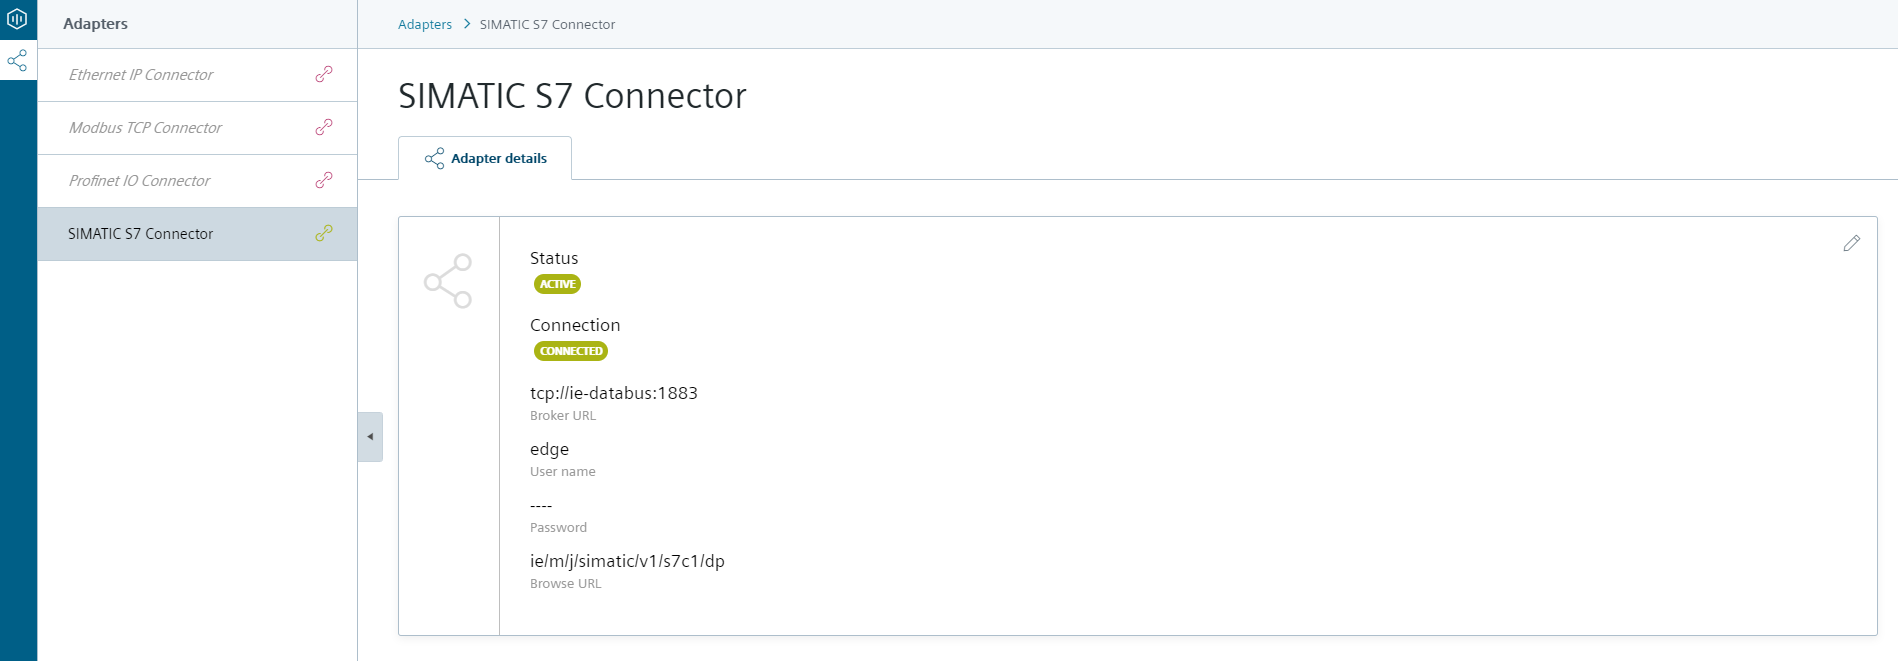 Adapters
Ethernet IP Connector
Modbus TCP Connector
Profinet IO Connector
SIMATIC S7 Connector
Adapters > SIMATIC S7 Connector
SIMATIC S7 Connector
Adapter details
Status
ACTIVE
Connection
CONNECTED
tcp://ie-databus:1883
Broker URL
edge
User name
----
Password
ie/m/j/simatic/v1/s7c1/dp
Browse URL